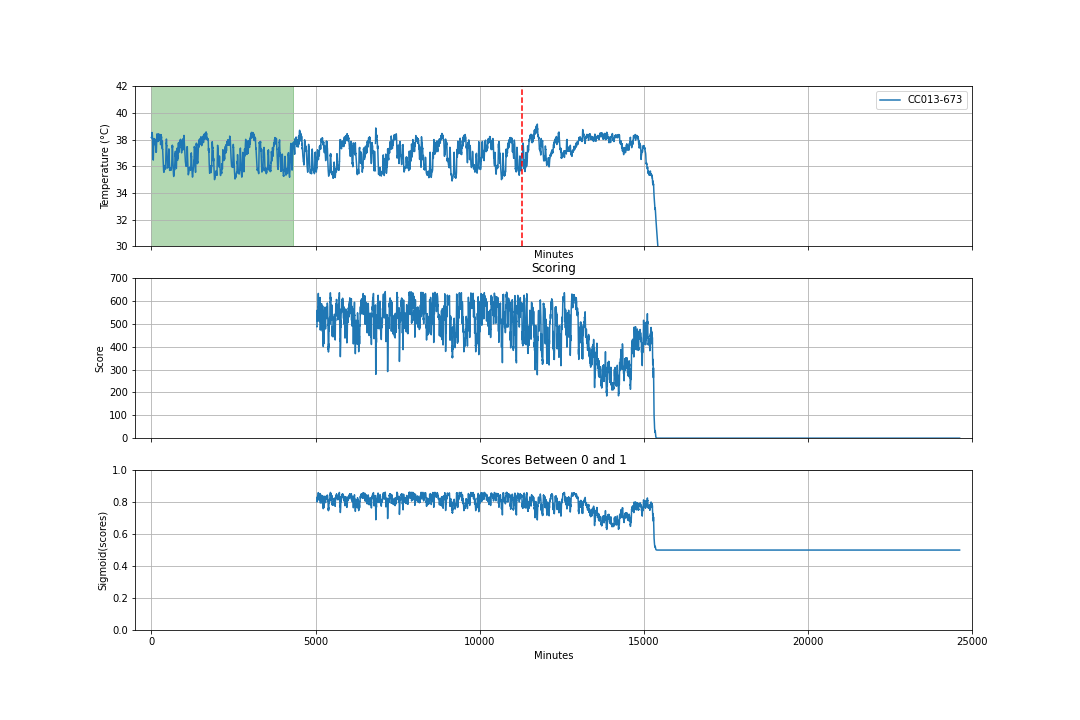 42
40
38
36
34
32
30
Temperature (°C)
CC013-673
Minutes
Scoring
700
600
500
400
300
200
100
0
Score
Scores Between 0 and 1
1.0
0.8
0.6
0.4
0.2
0.0
Sigmoid(scores)
0 5000 10000 15000 20000 25000
Minutes